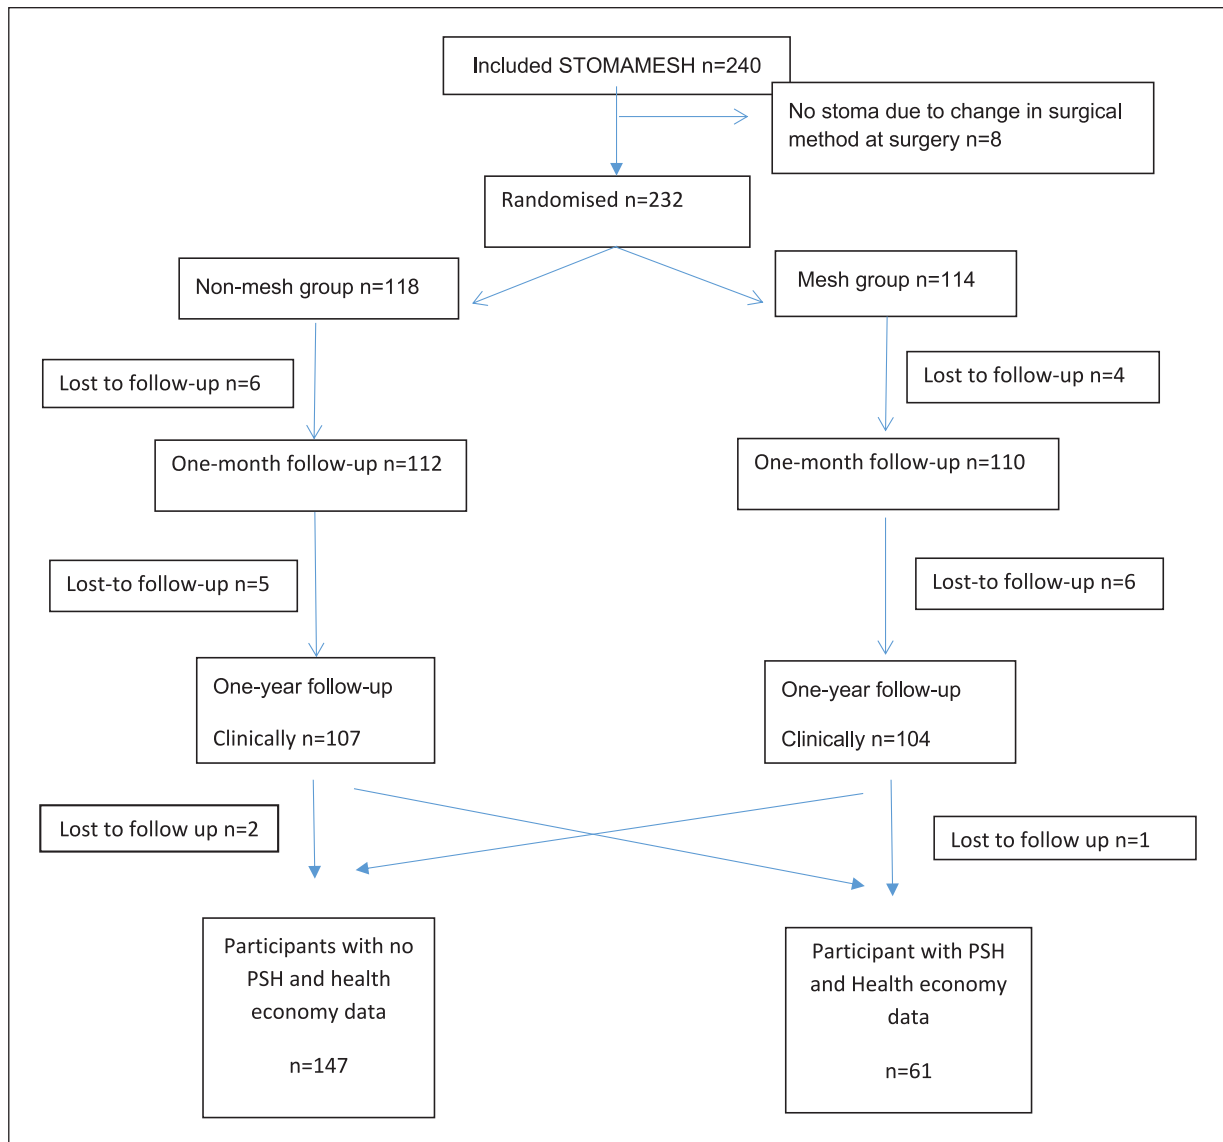 Included STOMAMESH n=240
No stoma due to change in surgical
method at surgery n=8
Randomised n=232
Non-mesh group n=118
Mesh group n=114
Lost to follow-up n=6
Lost to follow-up n=4
One-month follow-up n=112
One-month follow-up n=110
Lost-to follow-up n=5
Lost-to follow-up n=6
One-year follow-up
Clinically n=107
One-year follow-up
Clinically n=104
Lost to follow up n=2
Lost to follow up n=1
Participants with no
PSH and health
economy data
n=147
Participant with PSH
and Health economy
data
n=61